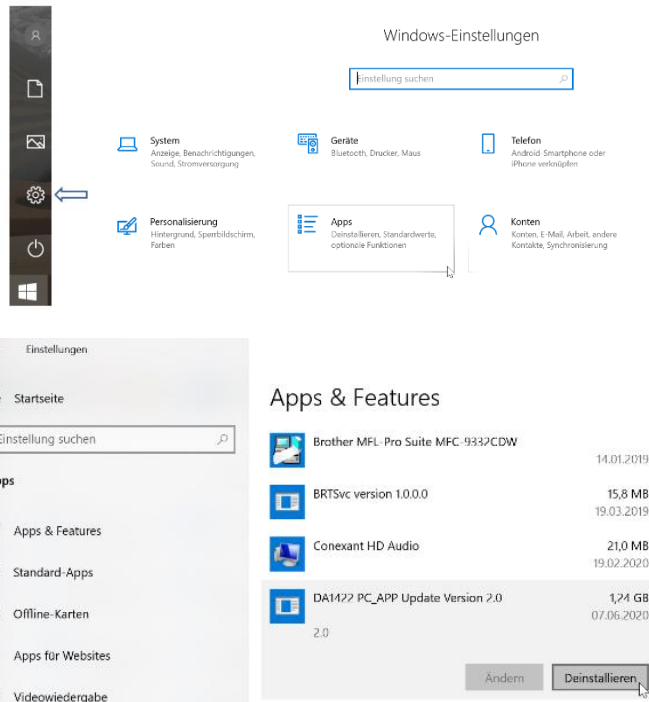 Windows-Einstellungen
Einstellung suchen
System
Anzeige, Benachrichtigungen,
Sound, Stromversorgung
Geräte
Bluetooth, Drucker, Maus
Telefon
Android-Smartphone oder
iPhone verknüpfen
Personalisierung
Hintergrund, Sperrbildschirm,
Farben
Apps
Deinstallieren, Standardwerte,
optionale Funktionen
Konten
Konten, E-Mail, Arbeit, andere
Kontakte, Synchronisierung
Einstellungen
Startseite
Einstellung suchen
ps
Apps & Features
Standard-Apps
Offline-Karten
Apps für Websites
Videowiedergabe
Apps & Features
Brother MFL-Pro Suite MFC-9332CDW
14.01.2019
BRTSvc version 1.0.0.0
15,8 MB
19.03.2019
Conexant HD Audio
21,0 MB
19.02.2020
DA1422 PC_APP Update Version 2.0
1,24 GB
07.06.2020
2.0
Ändern
Deinstallieren